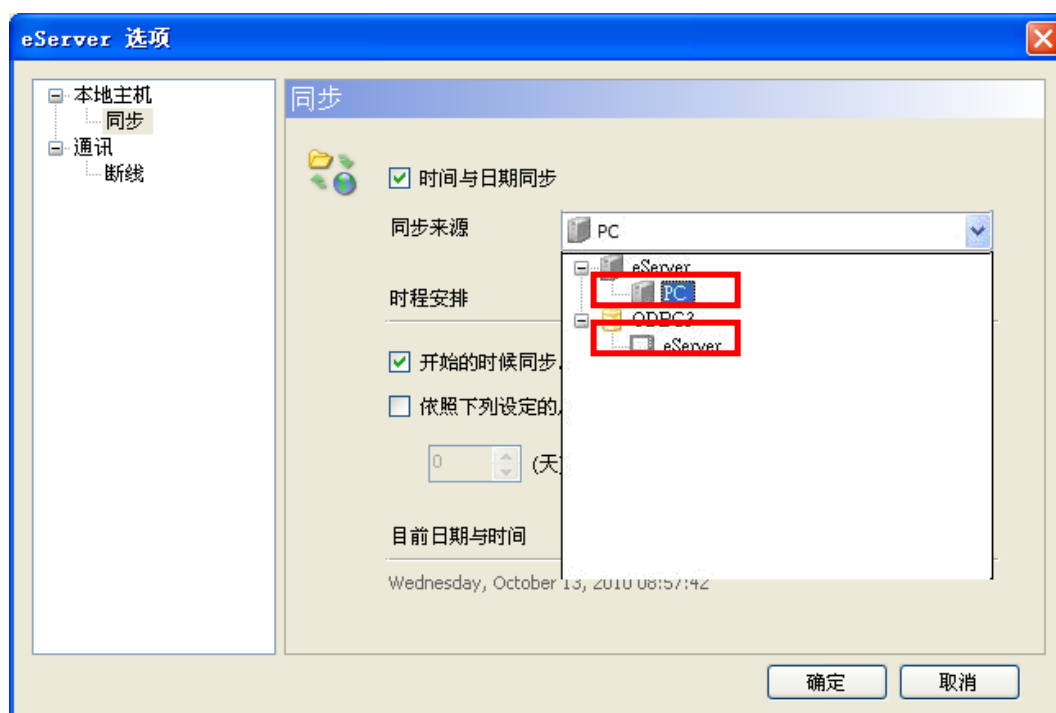 eServer 选项
本地主机
同步
通讯
断线
同步
时间与日期同步
同步来源
PC
eServer
PC
时程安排
eServer
开始的时候同步
依照下列设定的
0
(天
目前日期与时间
Wednesday, October 13, 2010 08:57:42
确定
取消